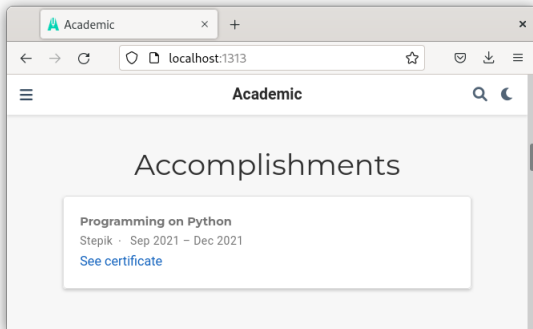 Academic
localhost:1313
Academic
Accomplishments
Programming on Python
Stepik · Sep 2021 – Dec 2021
See certificate